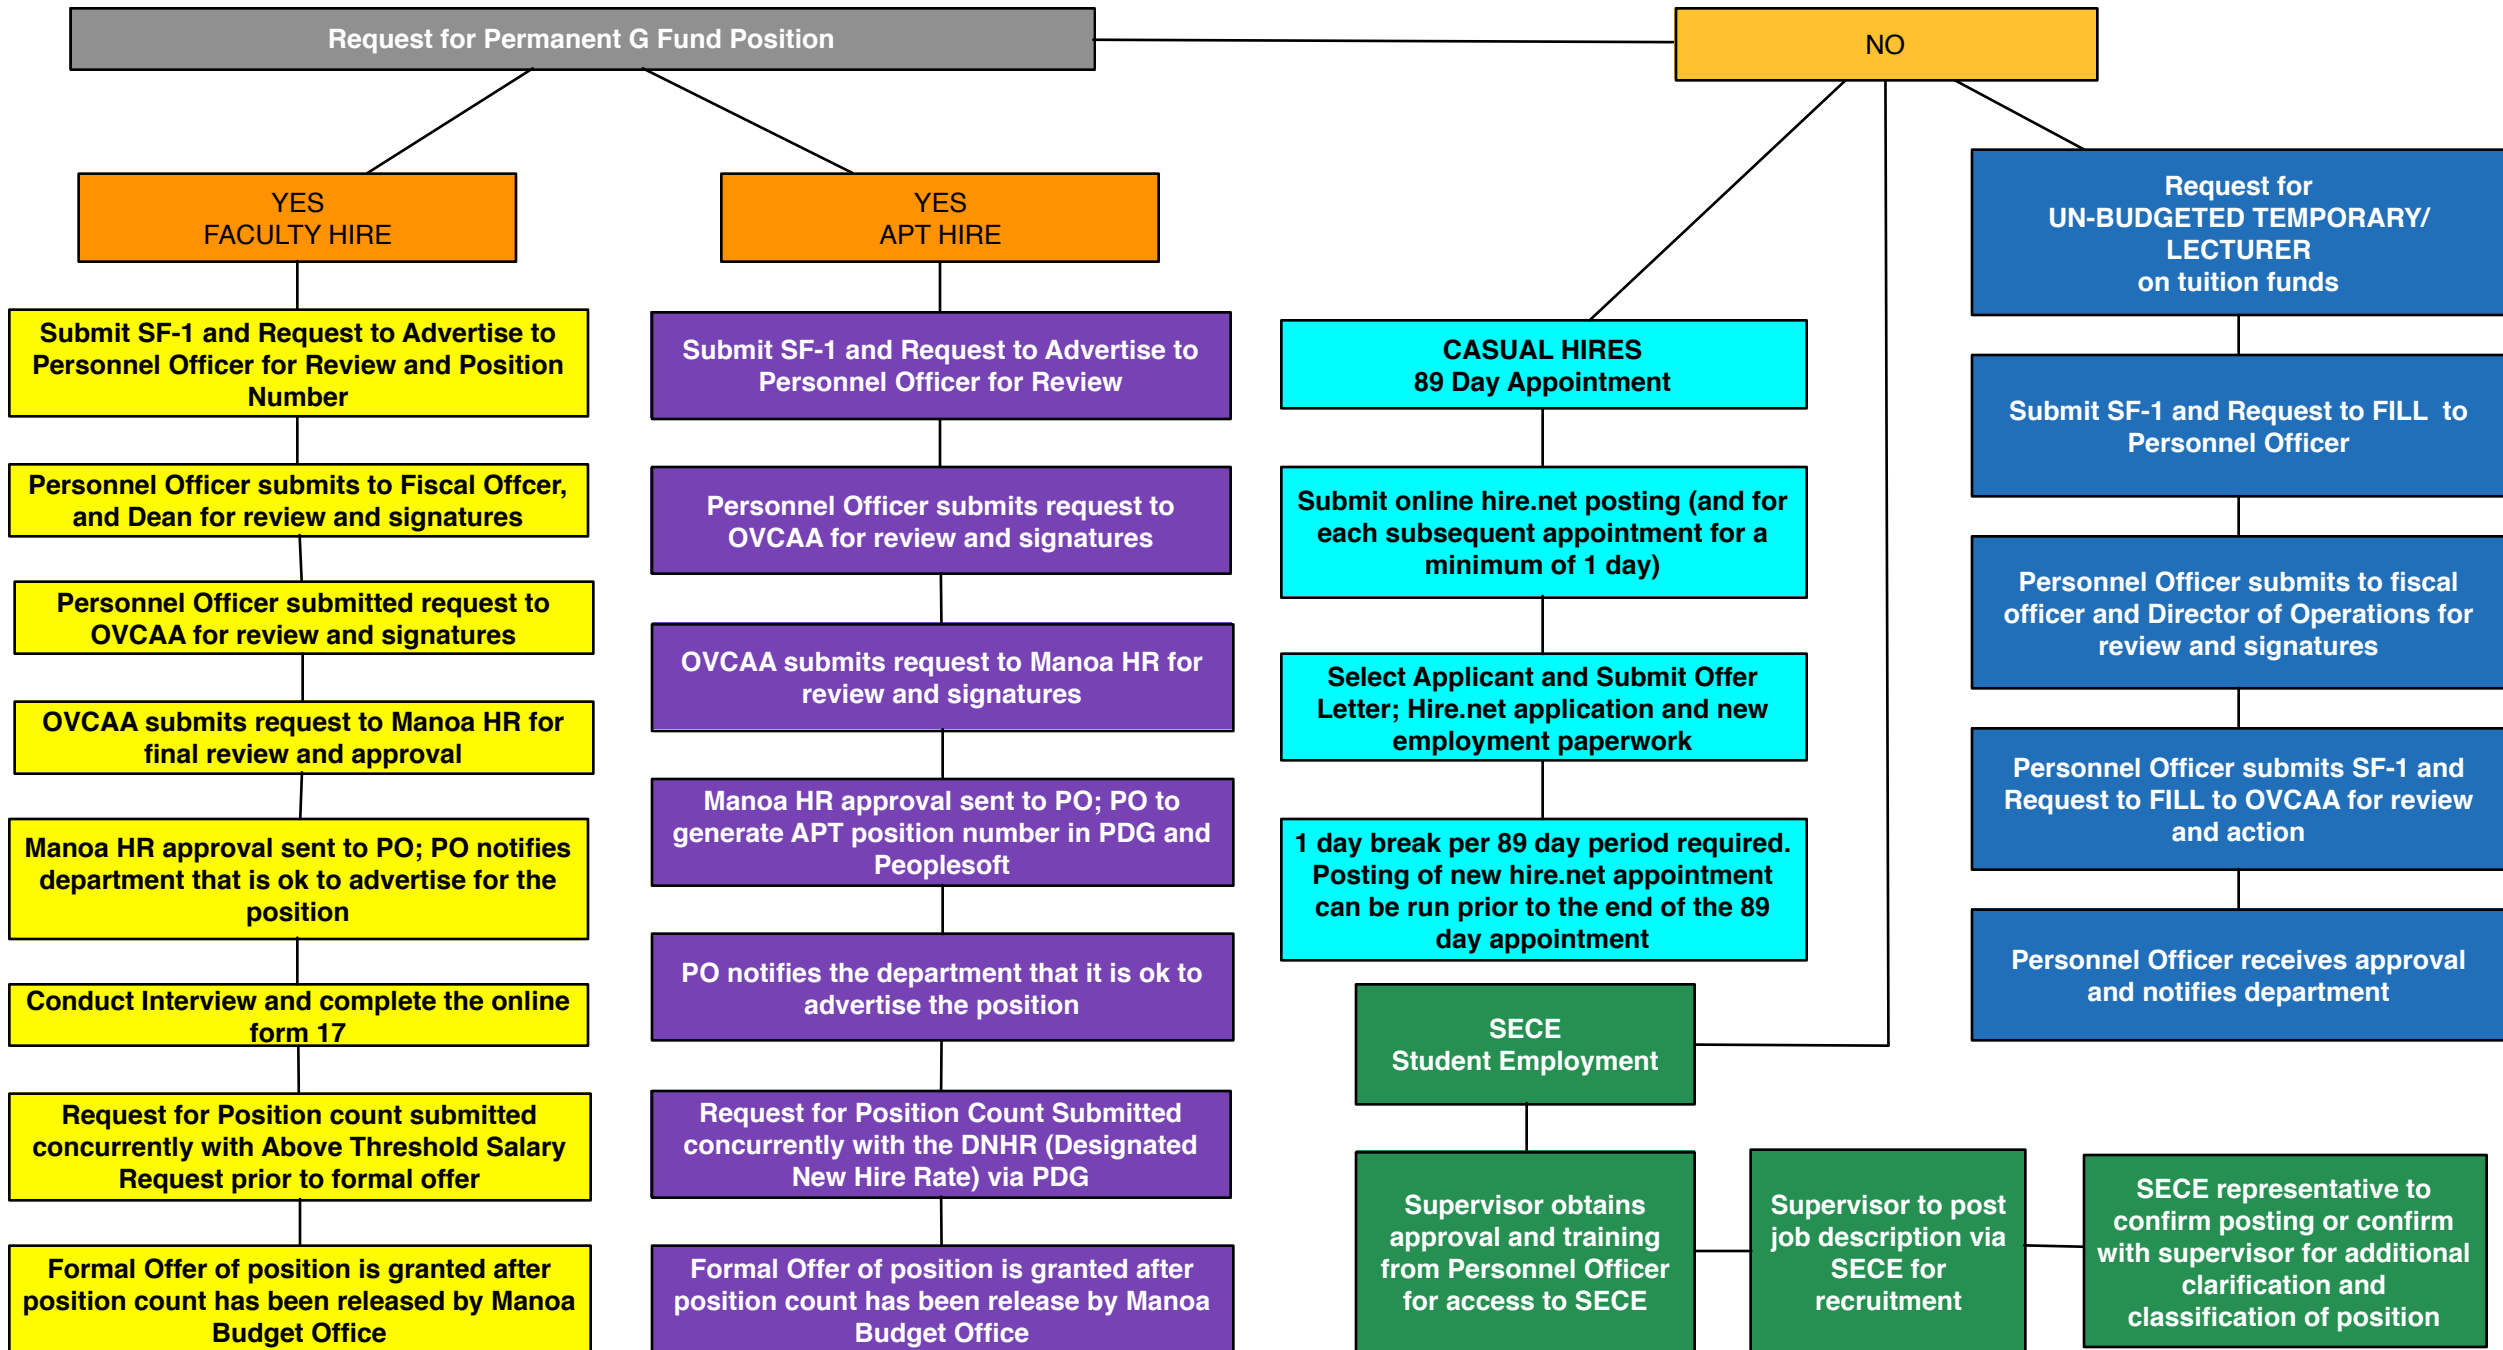 Request for Permanent G Fund Position
NO
YES
FACULTY HIRE
Submit SF-1 and Request to Advertise to
Personnel Officer for Review and Position
Number
Personnel Officer submits to Fiscal Offcer,
and Dean for review and signatures
Personnel Officer submitted request to
OVCAA for review and signatures
OVCAA submits request to Manoa HR for
final review and approval
Manoa HR approval sent to PO; PO notifies
department that is ok to advertise for the
position
Conduct Interview and complete the online
form 17
Request for Position count submitted
concurrently with Above Threshold Salary
Request prior to formal offer
Formal Offer of position is granted after
position count has been released by Manoa
Budget Office
YES
APT HIRE
Submit SF-1 and Request to Advertise to
Personnel Officer for Review
Personnel Officer submits request to
OVCAA for review and signatures
OVCAA submits request to Manoa HR for
review and signatures
Manoa HR approval sent to PO; PO to
generate APT position number in PDG and
Peoplesoft
PO notifies the department that it is ok to
advertise the position
Request for Position Count Submitted
concurrently with the DNHR (Designated
New Hire Rate) via PDG
Formal Offer of position is granted after
position count has been release by Manoa
Budget Office
CASUAL HIRES
89 Day Appointment
Submit online hire.net posting (and for
each subsequent appointment for a
minimum of 1 day)
Select Applicant and Submit Offer
Letter; Hire.net application and new
employment paperwork
1 day break per 89 day period required.
Posting of new hire.net appointment
can be run prior to the end of the 89
day appointment
SECE
Student Employment
Supervisor obtains
approval and training
from Personnel Officer
for access to SECE
Supervisor to post
job description via
SECE for
recruitment
SECE representative to
confirm posting or confirm
with supervisor for additional
clarification and
classification of position
Request for
UN-BUDGETED TEMPORARY/
LECTURER
on tuition funds
Submit SF-1 and Request to FILL to
Personnel Officer
Personnel Officer submits to fiscal
officer and Director of Operations for
review and signatures
Personnel Officer submits SF-1 and
Request to FILL to OVCAA for review
and action
Personnel Officer receives approval
and notifies department